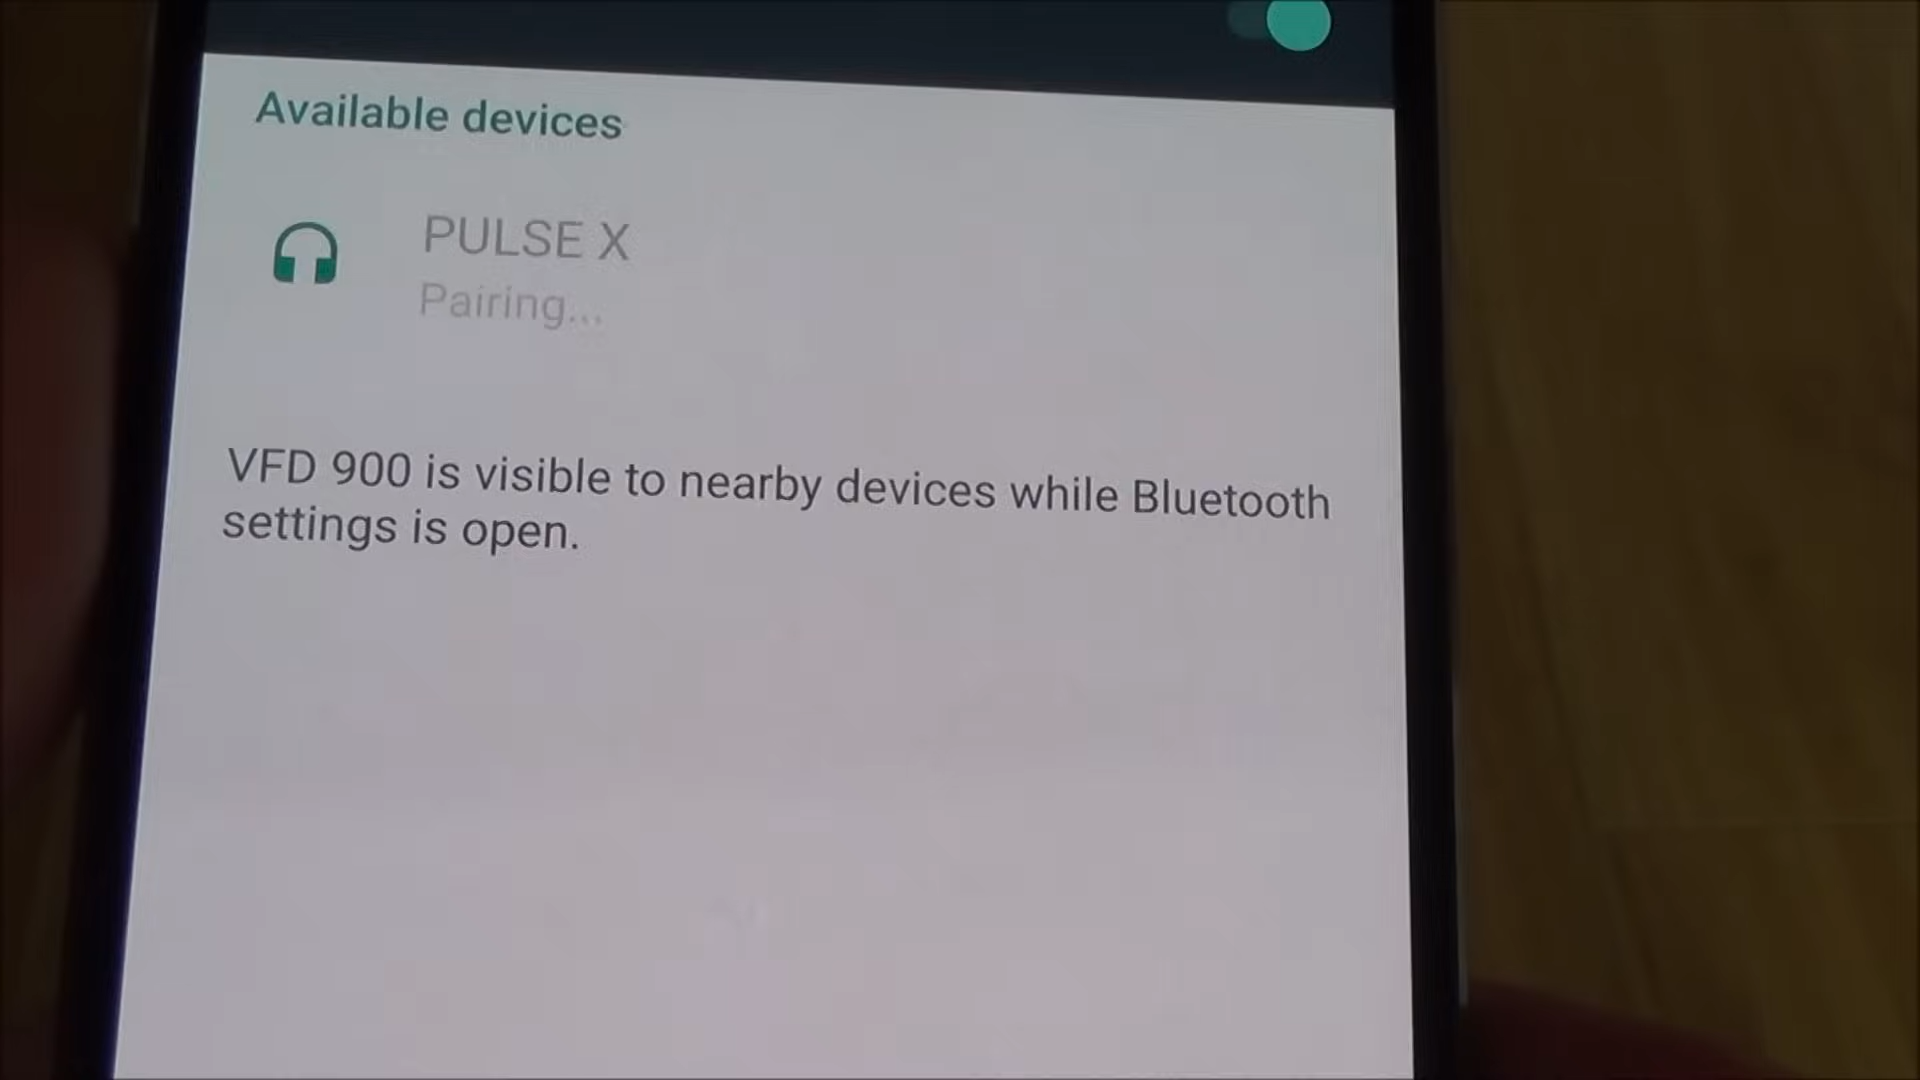 Available devices
PULSE X
Pairing...
VFD 900 is visible to nearby devices while Bluetooth
settings is open.